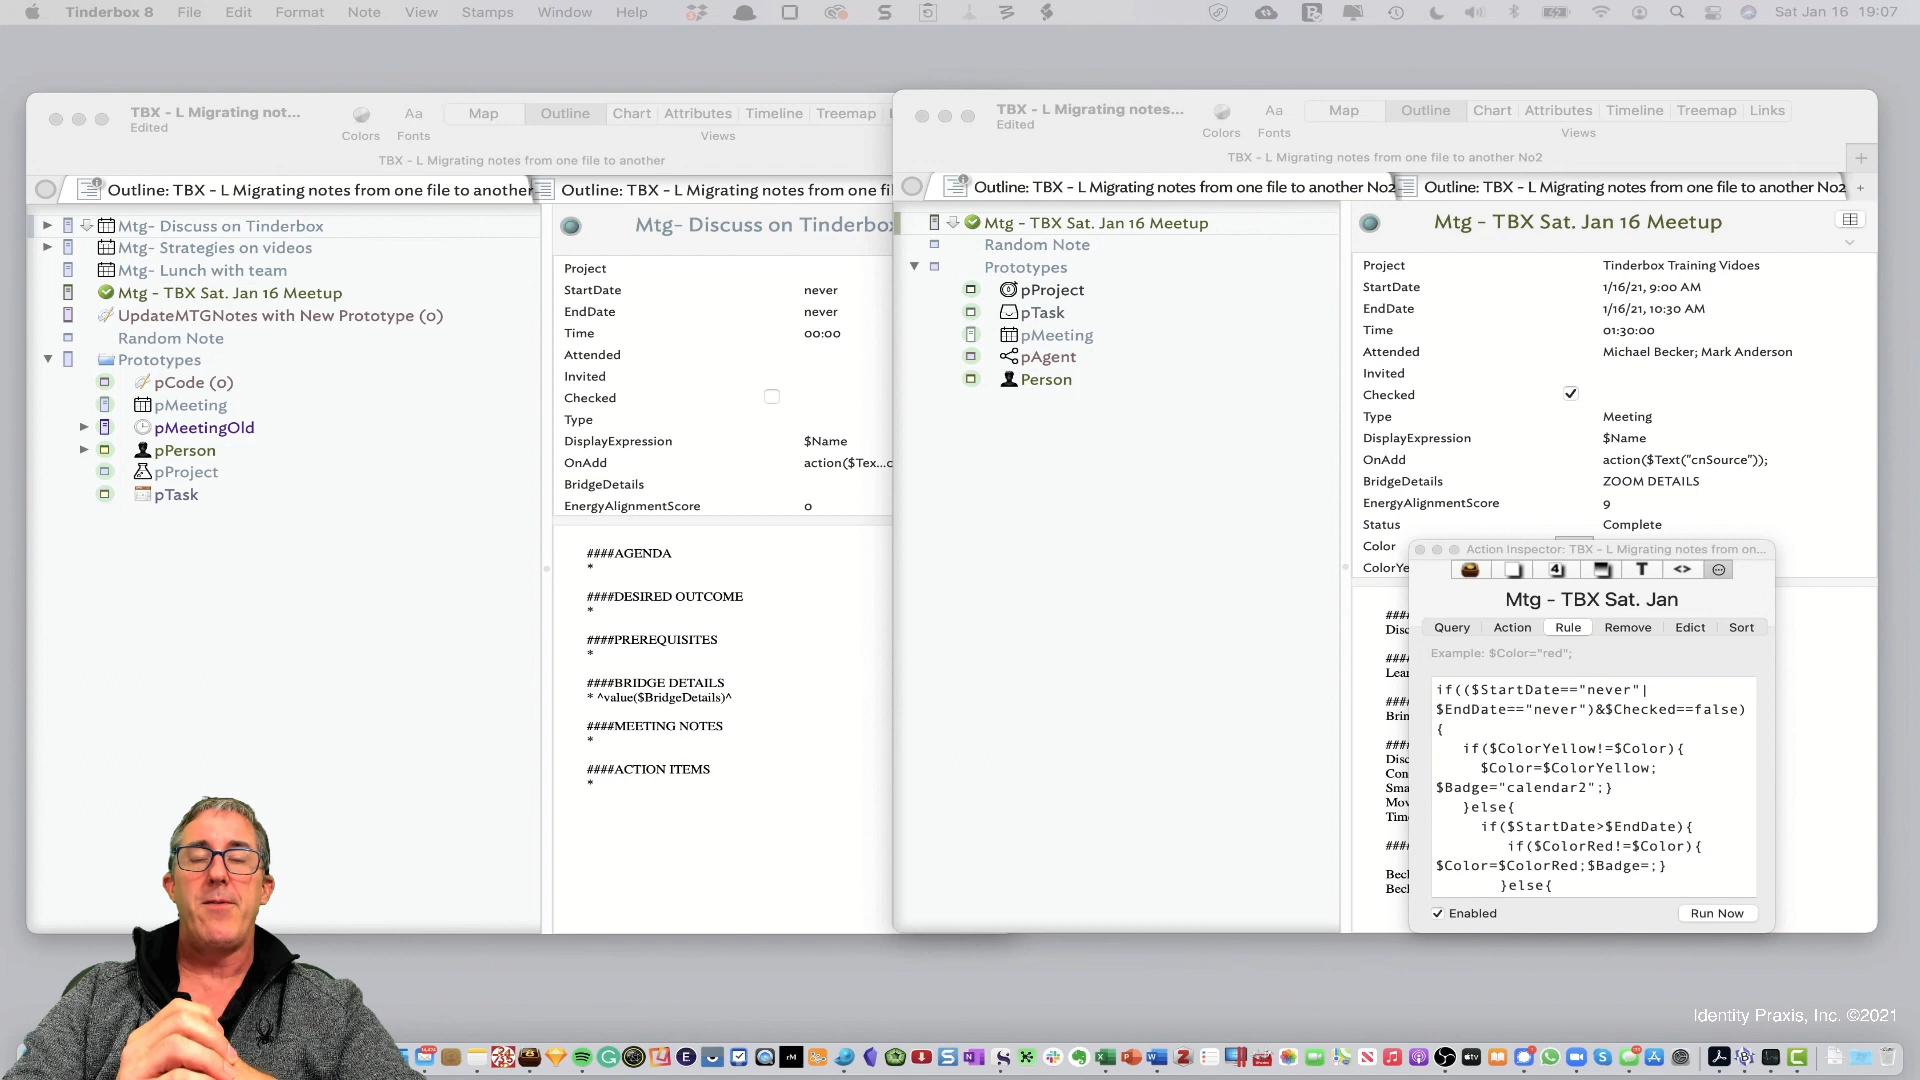 Tinderbox 8 File Edit Format Note View Stamps Window Help Sat Jan 16 19:07
TBX - L Migrating not...
Edited
Colors
Aa
Fonts
Map Outline Chart Attributes Timeline Treemap
Views
TBX - L Migrating notes from one file to another
Outline: TBX - L Migrating notes from one file to another
Outline: TBX - L Migrating notes from one fil
Mtg- Discuss on Tinderbox
Mtg- Strategies on videos
Mtg- Lunch with team
Mtg - TBX Sat. Jan 16 Meetup
UpdateMTGNotes with New Prototype (0)
Random Note
Prototypes
pCode (0)
pMeeting
pMeetingOld
pPerson
pProject
pTask
Mtg- Discuss on Tinderbo
Project
StartDate never
EndDate never
Time 00:00
Attended
Invited
Checked
Type
DisplayExpression $Name
OnAdd action($Tex...c
BridgeDetails
EnergyAlignmentScore 0
####AGENDA
*
####DESIRED OUTCOME
*
####PREREQUISITES
*
####BRIDGE DETAILS
* ^value($BridgeDetails)^
####MEETING NOTES
*
####ACTION ITEMS
*
TBX - L Migrating notes...
Edited
Colors
Aa
Fonts
Map Outline Chart Attributes Timeline Treemap Links
Views
TBX - L Migrating notes from one file to another No2
Outline: TBX - L Migrating notes from one file to another No2
Outline: TBX - L Migrating notes from one file to another No2
Mtg - TBX Sat. Jan 16 Meetup
Random Note
Prototypes
pProject
pTask
pMeeting
pAgent
Person
Mtg - TBX Sat. Jan 16 Meetup
Project Tinderbox Training Vidoes
StartDate 1/16/21, 9:00 AM
EndDate 1/16/21, 10:30 AM
Time 01:30:00
Attended Michael Becker; Mark Anderson
Invited
Checked
Type Meeting
DisplayExpression $Name
OnAdd action($Text("cnSource"));
BridgeDetails ZOOM DETAILS
EnergyAlignmentScore 9
Status Complete
Color
ColorYe
####
Disc
####
Lear
####
Brin
####
Disc
Con
Sma
Mov
Time
####
Becl
Becl
Action Inspector: TBX - L Migrating notes from on...
Mtg - TBX Sat. Jan
Query Action Rule Remove Edict Sort
Example: $Color="red";
if(($StartDate=="never"|
$EndDate=="never")&$Checked==false)
{
if($ColorYellow!=$Color){
$Color=$ColorYellow;
$Badge="calendar2";}
}else{
if($StartDate>$EndDate){
if($ColorRed!=$Color){
$Color=$ColorRed;$Badge=;}
}else{
Enabled
Run Now
Identity Praxis, Inc. ©2021